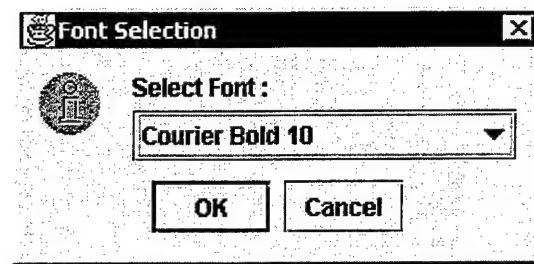 Font Selection
Select Font :
Courier Bold 10
OK Cancel